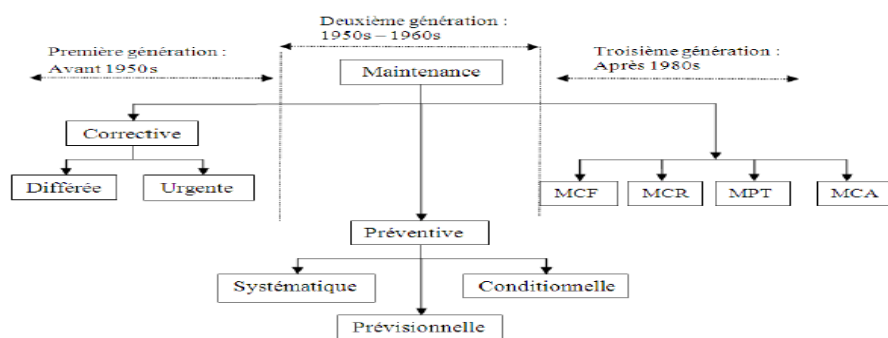 Deuxième génération :
1950s – 1960s
Première génération :
Avant 1950s
Troisième génération :
Après 1980s
Maintenance
Corrective
Différée
Urgente
MCF
MCR
MPT
MCA
Préventive
Systématique
Conditionnelle
Prévisionnelle